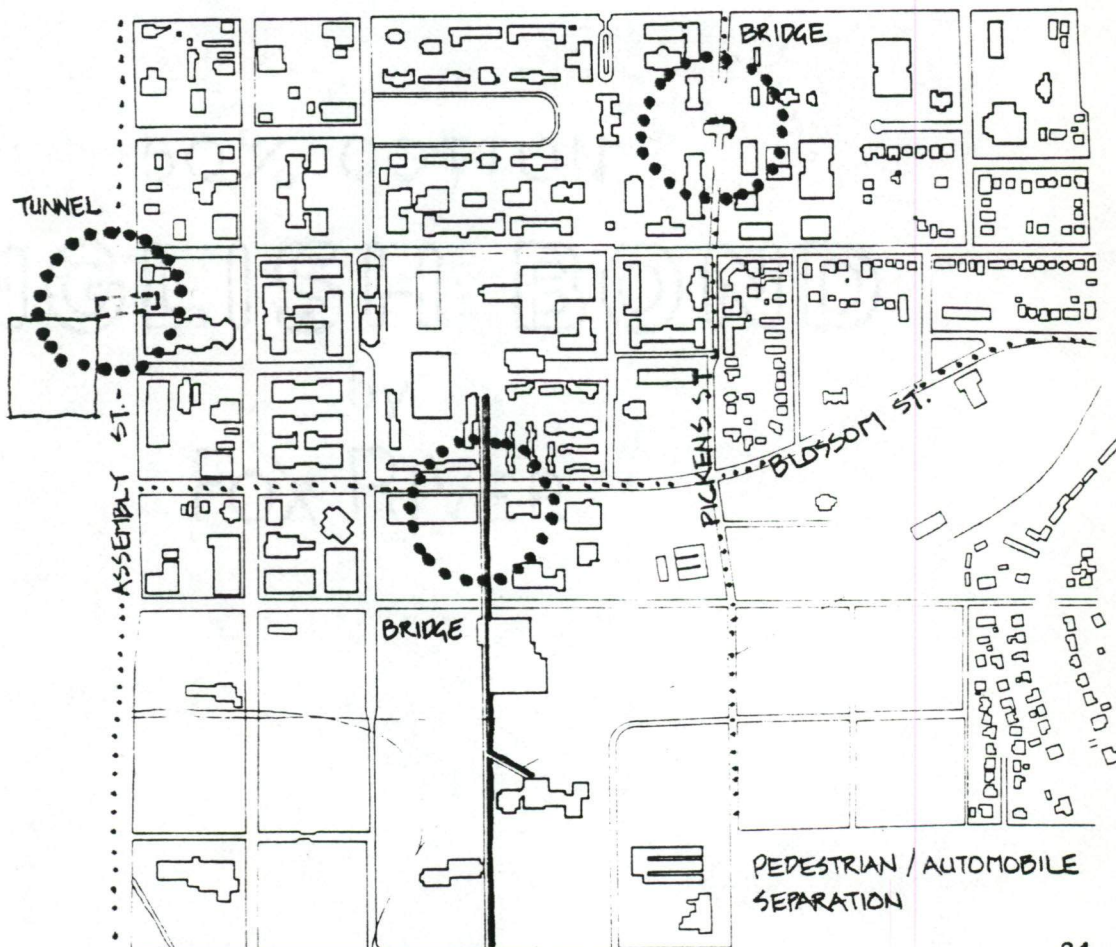 BRIDGE
TUNNEL
ASSEMBLY ST.
PICKENS ST.
BLOSSOM ST.
BRIDGE
PEDESTRIAN / AUTOMOBILE
SEPARATION